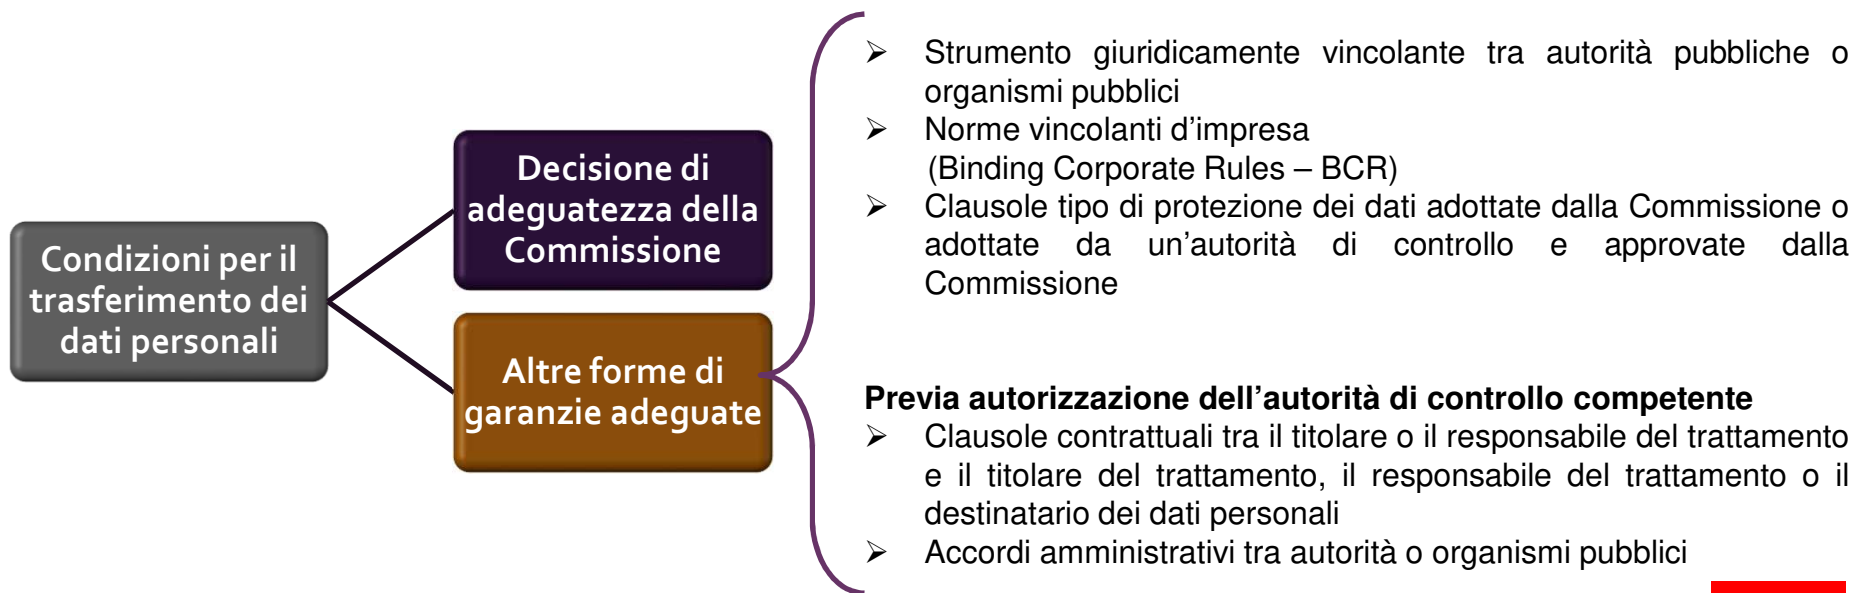 Condizioni per il
trasferimento dei
dati personali
Decisione di
adeguatezza della
Commissione
Altre forme di
garanzie adeguate
➢ Strumento giuridicamente vincolante tra autorità pubbliche o
organismi pubblici
➢ Norme vincolanti d’impresa
(Binding Corporate Rules – BCR)
➢ Clausole tipo di protezione dei dati adottate dalla Commissione o
adottate da un’autorità di controllo e approvate dalla
Commissione
Previa autorizzazione dell’autorità di controllo competente
➢ Clausole contrattuali tra il titolare o il responsabile del trattamento
e il titolare del trattamento, il responsabile del trattamento o il
destinatario dei dati personali
➢ Accordi amministrativi tra autorità o organismi pubblici